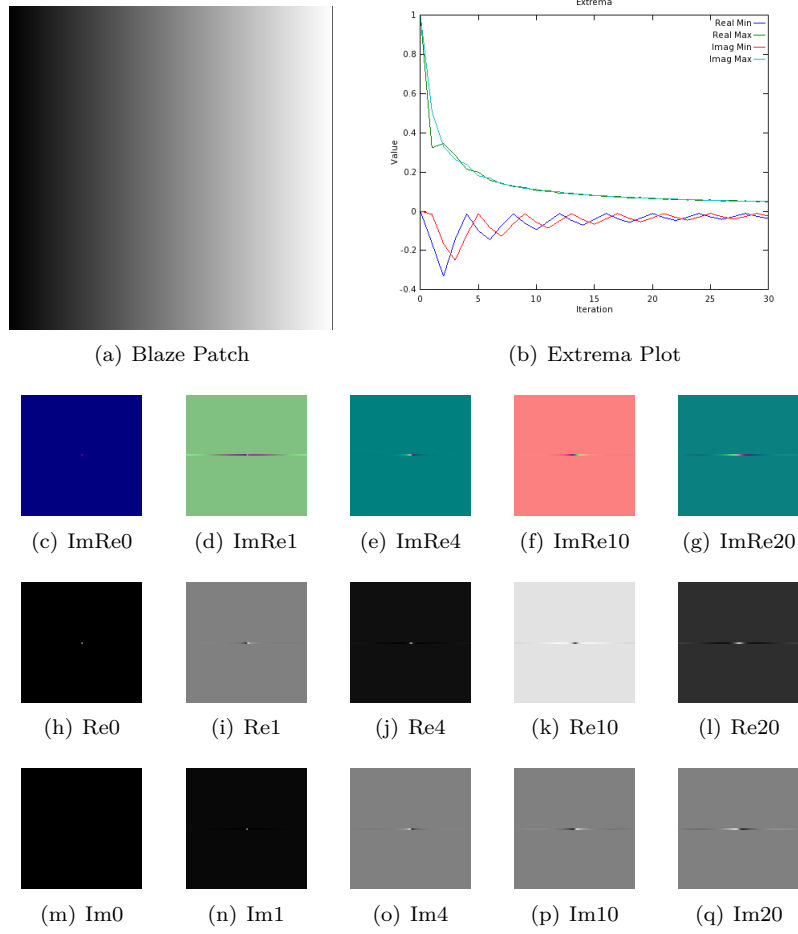 Extrema
Real Min
Real Max
Imag Min
Imag Max
1
0.8
0.6
0.4
0.2
0
-0.2
-0.4
Value
0 5 10 15 20 25 30
Iteration
(a) Blaze Patch
(b) Extrema Plot
(c) ImRe0
(d) ImRe1
(e) ImRe4
(f) ImRe10
(g) ImRe20
(h) Re0
(i) Re1
(j) Re4
(k) Re10
(l) Re20
(m) Im0
(n) Im1
(o) Im4
(p) Im10
(q) Im20